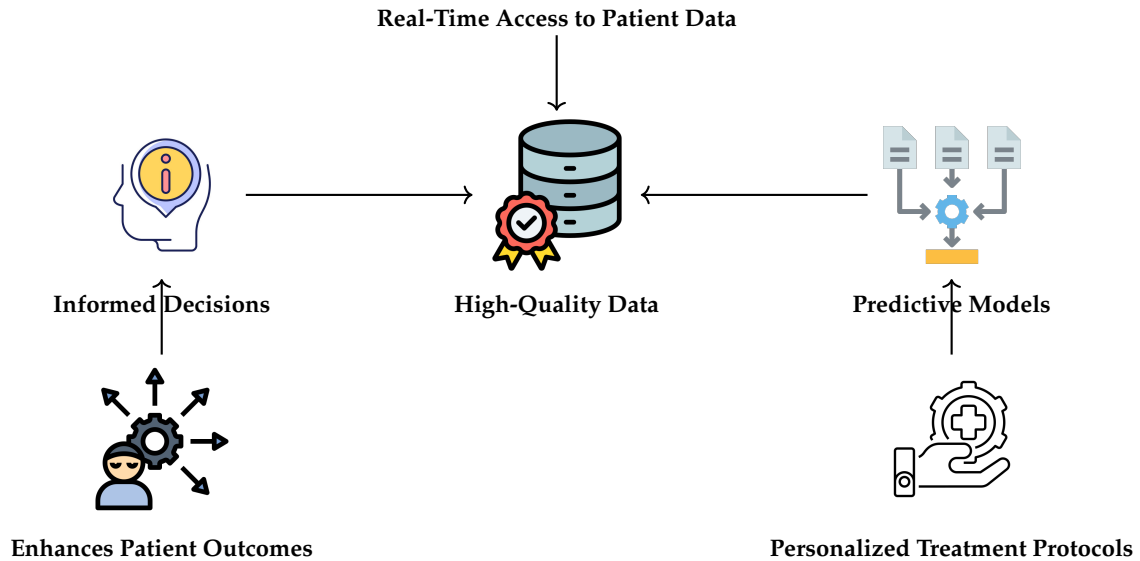 Real-Time Access to Patient Data
Informed Decisions
High-Quality Data
Predictive Models
Enhances Patient Outcomes
Personalized Treatment Protocols